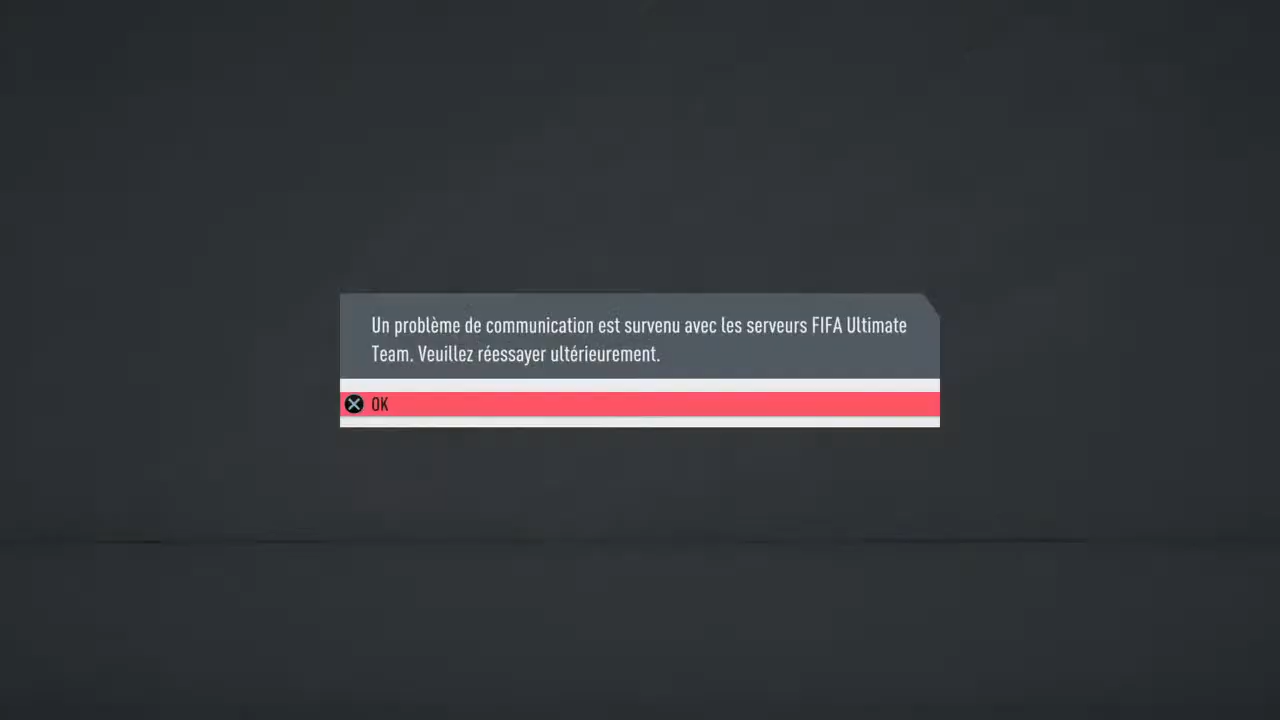 Un problème de communication est survenu avec les serveurs FIFA Ultimate
Team. Veuillez réessayer ultérieurement.
OK